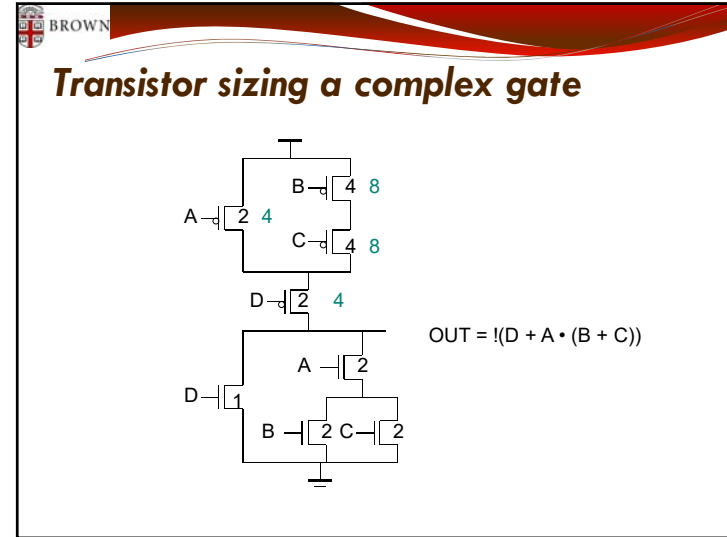 BROWN
Transistor sizing a complex gate
B 4 8
A 2 4
C 4 8
D 2 4
OUT = !(D + A • (B + C))
A 2
D 1
B 2 C 2